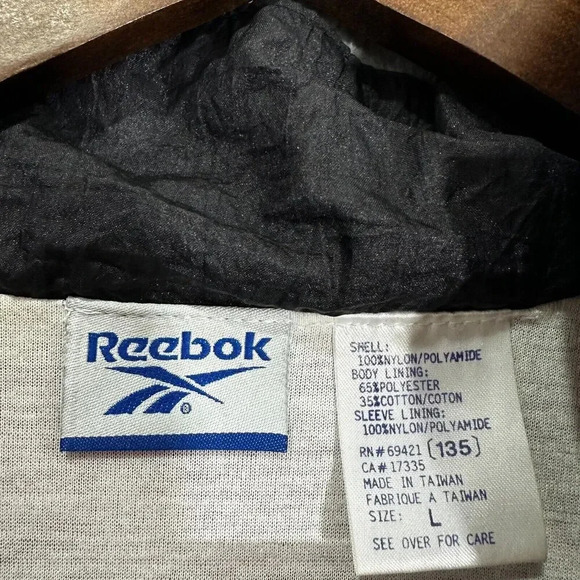 Reebok
®
SHELL:
100%NYLON/POLYAMIDE
BODY LINING:
65%POLYESTER
35%COTTON/COTON
SLEEVE LINING:
100%NYLON/POLYAMIDE
RN#69421 (135)
CA#17335
MADE IN TAIWAN
FABRIQUE A TAIWAN
SIZE: L
SEE OVER FOR CARE